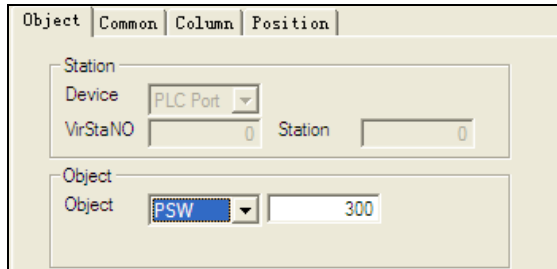 Object Common Column Position
Station
Device PLC Port
VirStaNO 0 Station 0
Object
Object PSW 300